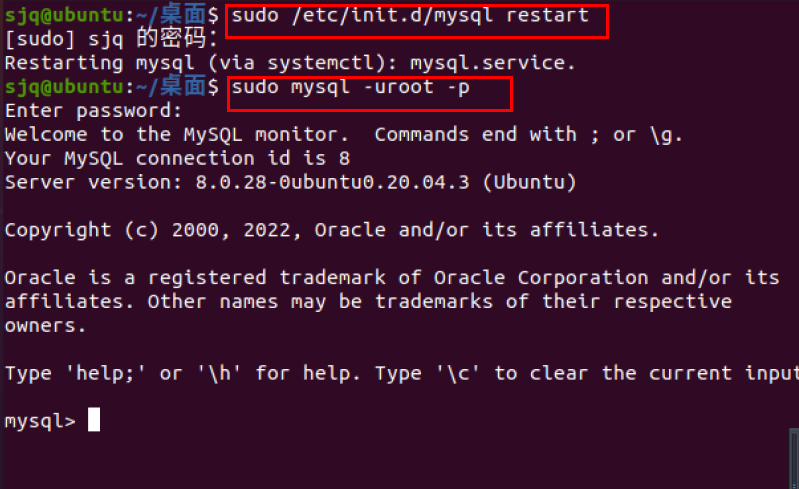 sjq@ubuntu:~/桌面$ sudo /etc/init.d/mysql restart
[sudo] sjq 的密码：
Restarting mysql (via systemctl): mysql.service.
sjq@ubuntu:~/桌面$ sudo mysql -uroot -p
Enter password:
Welcome to the MySQL monitor.  Commands end with ; or \g.
Your MySQL connection id is 8
Server version: 8.0.28-0ubuntu0.20.04.3 (Ubuntu)
Copyright (c) 2000, 2022, Oracle and/or its affiliates.
Oracle is a registered trademark of Oracle Corporation and/or its
affiliates. Other names may be trademarks of their respective
owners.
Type 'help;' or '\h' for help. Type '\c' to clear the current input
mysql>